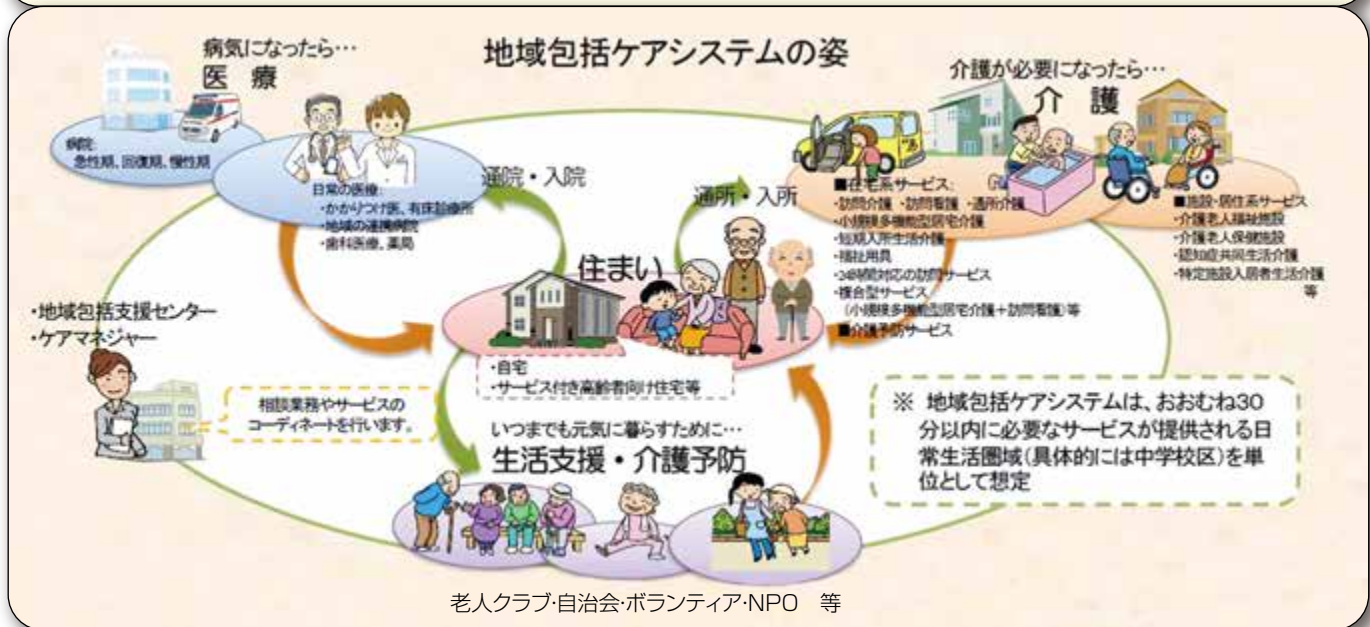 地域包括ケアシステムの姿
病気になったら…
医 療
病院:
急性期、回復期、慢性期
日常の医療:
・かかりつけ医、有床診療所
・地域の連携病院
・歯科医療、薬局
通院・入院
通所・入所
介護が必要になったら…
介 護
■在宅系サービス:
・訪問介護 ・訪問看護 ・通所介護
・小規模多機能型居宅介護
・短期入所生活介護
・福祉用具
・24時間対応の訪問サービス
・複合型サービス
(小規模多機能型居宅介護+訪問看護)等
■介護予防サービス
■施設・居住系サービス
・介護老人福祉施設
・介護老人保健施設
・認知症共同生活介護
・特定施設入居者生活介護
等
住まい
・自宅
・サービス付き高齢者向け住宅等
・地域包括支援センター
・ケアマネジャー
相談業務やサービスの
コーディネートを行います。
いつまでも元気に暮らすために…
生活支援・介護予防
※ 地域包括ケアシステムは、おおむね30
分以内に必要なサービスが提供される日
常生活圏域(具体的には中学校区)を単
位として想定
老人クラブ・自治会・ボランティア・NPO 等